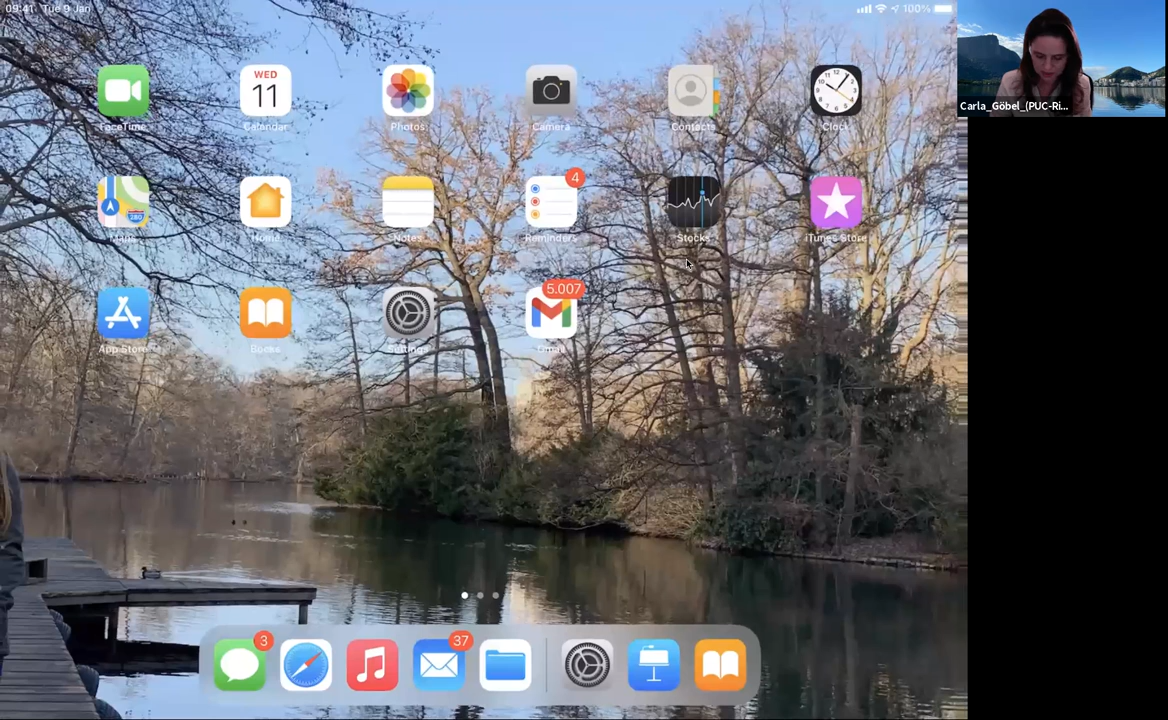 09:41 Tue 9 Jan
100%
WED
11
FaceTime
Calendar
Photos
Camera
Contacts
Clock
280
4
Maps
Home
Notes
Reminders
Stocks
iTunes Store
5.007
App Store
Books
Settings
Gmail
3
37
Carla_Göbel_(PUC-Ri...